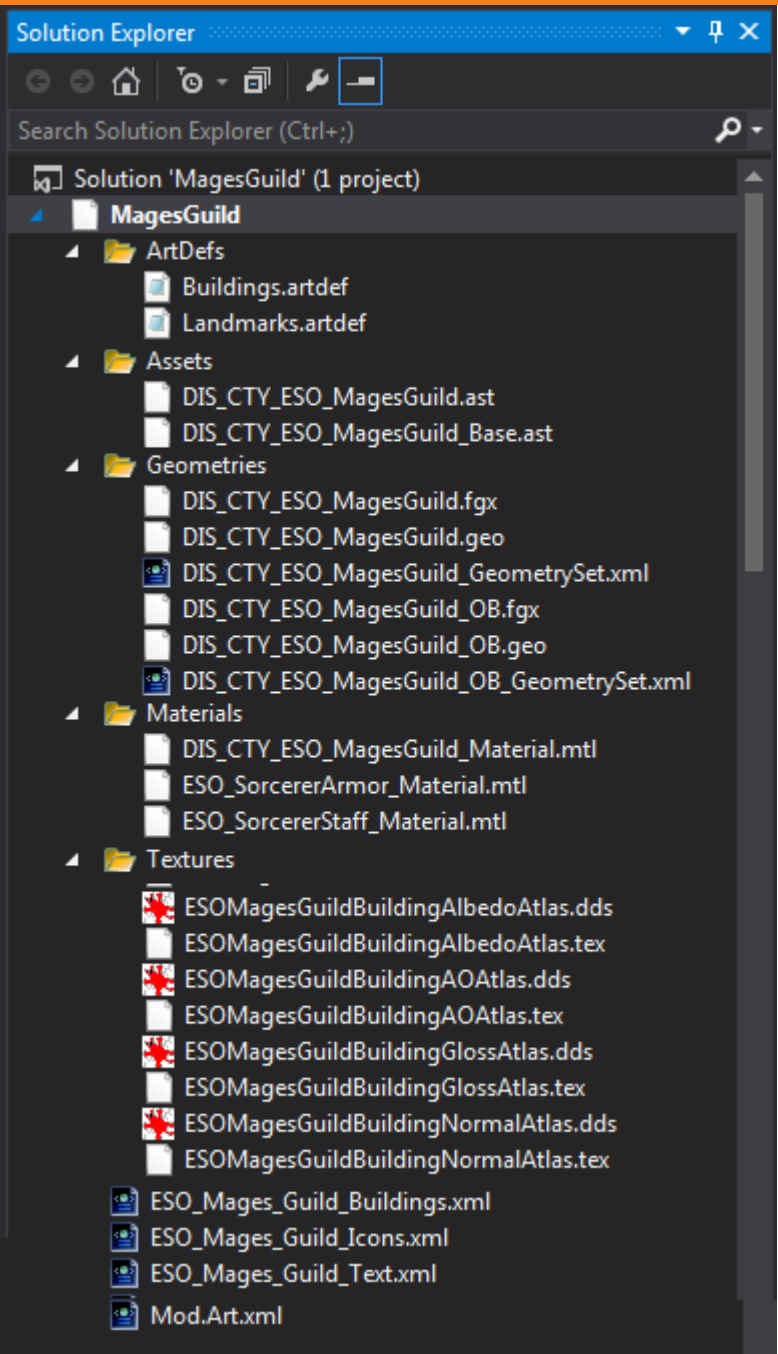 Solution Explorer
Search Solution Explorer (Ctrl+;)
Solution 'MagesGuild' (1 project)
MagesGuild
ArtDefs
Buildings.artdef
Landmarks.artdef
Assets
DIS_CTY_ESO_MagesGuild.ast
DIS_CTY_ESO_MagesGuild_Base.ast
Geometries
DIS_CTY_ESO_MagesGuild.fgx
DIS_CTY_ESO_MagesGuild.geo
DIS_CTY_ESO_MagesGuild_GeometrySet.xml
DIS_CTY_ESO_MagesGuild_OB.fgx
DIS_CTY_ESO_MagesGuild_OB.geo
DIS_CTY_ESO_MagesGuild_OB_GeometrySet.xml
Materials
DIS_CTY_ESO_MagesGuild_Material.mtl
ESO_SorcererArmor_Material.mtl
ESO_SorcererStaff_Material.mtl
Textures
ESOMagesGuildBuildingAlbedoAtlas.dds
ESOMagesGuildBuildingAlbedoAtlas.tex
ESOMagesGuildBuildingAOAtlas.dds
ESOMagesGuildBuildingAOAtlas.tex
ESOMagesGuildBuildingGlossAtlas.dds
ESOMagesGuildBuildingGlossAtlas.tex
ESOMagesGuildBuildingNormalAtlas.dds
ESOMagesGuildBuildingNormalAtlas.tex
ESO_Mages_Guild_Buildings.xml
ESO_Mages_Guild_Icons.xml
ESO_Mages_Guild_Text.xml
Mod.Art.xml